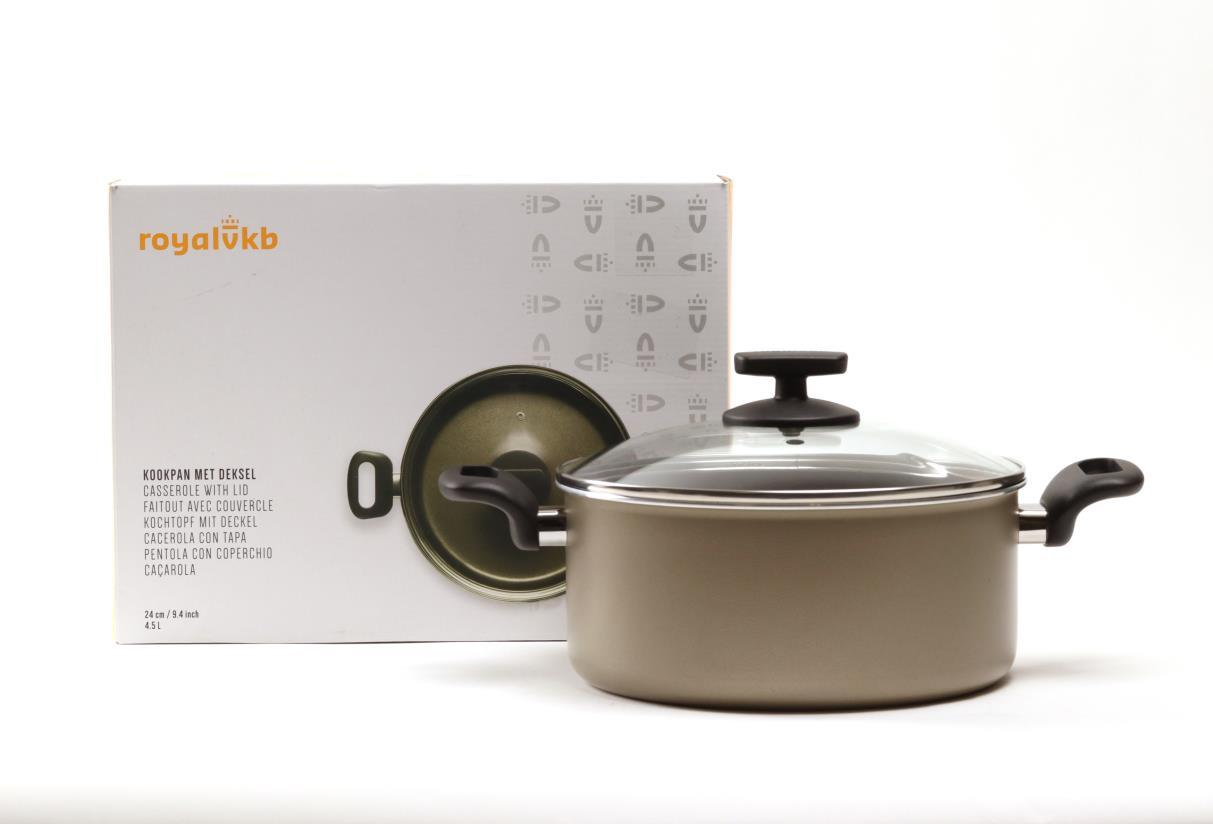 royalvkb
KOOKPAN MET DEKSEL
CASSEROLE WITH LID
FAITOUT AVEC COUVERCLE
KOCHTOPF MIT DECKEL
CACEROLA CON TAPA
PENTOLA CON COPERCHIO
CAÇAROLA
24 cm / 9.4 inch
4.5 L